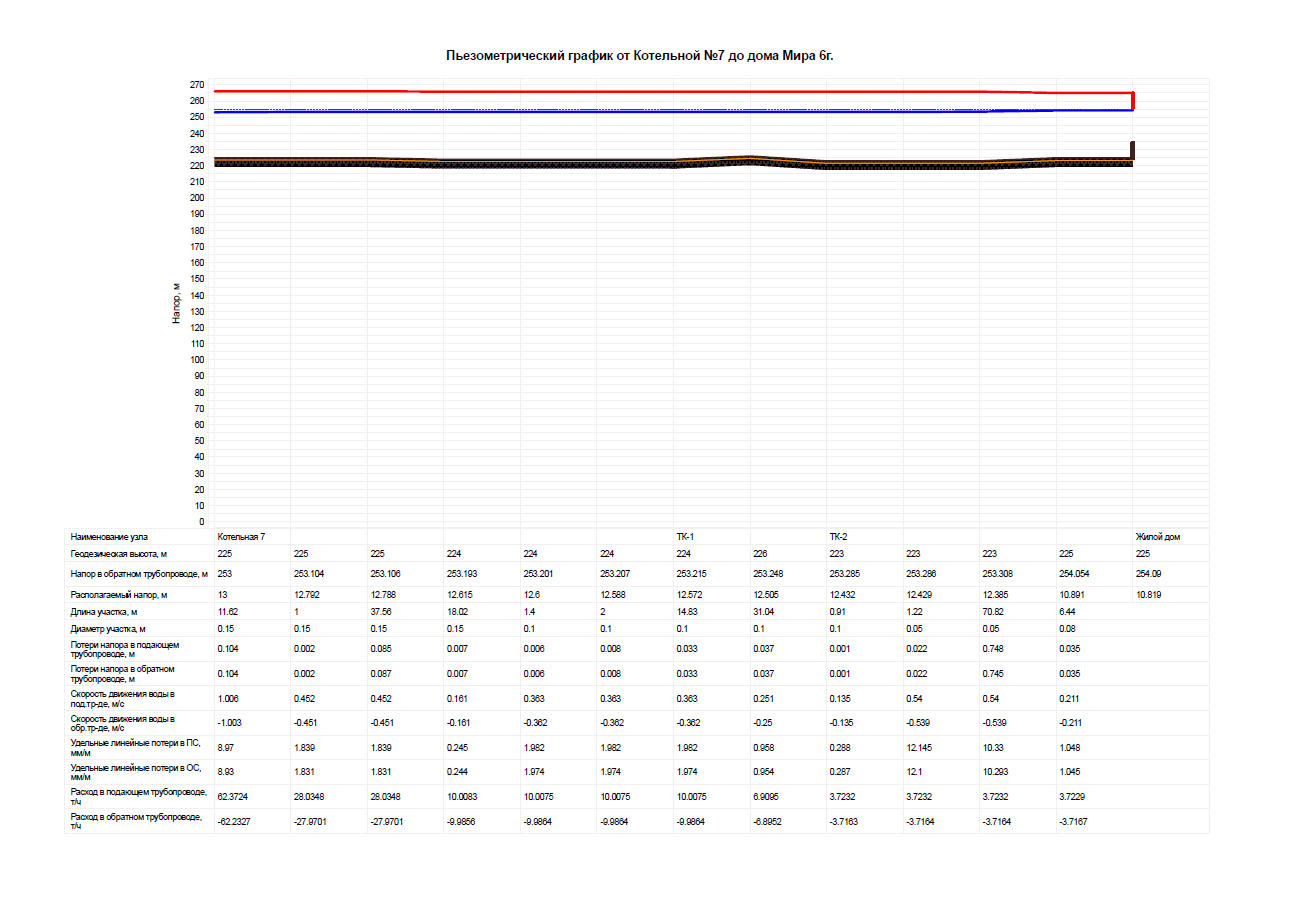 Пьезометрический график от Котельной №7 до дома Мира 6г.
270
260
250
240
230
220
210
200
190
180
170
160
150
140
130
120
110
100
90
80
70
60
50
40
30
20
10
0
Напор, м
Наименование узла Котельная 7 ТК-1 ТК-2 Жилой дом
Геодезическая высота, м 225 225 225 224 224 224 224 226 223 223 223 225 225
Напор в обратном трубопроводе, м 253 253.104 253.106 253.193 253.201 253.207 253.215 253.248 253.285 253.286 253.308 254.054 254.09
Располагаемый напор, м 13 12.792 12.788 12.615 12.6 12.588 12.572 12.505 12.432 12.429 12.385 10.891 10.819
Длина участка, м 11.62 1 37.56 18.02 1.4 2 14.83 31.04 0.91 1.22 70.82 6.44
Диаметр участка, м 0.15 0.15 0.15 0.15 0.1 0.1 0.1 0.1 0.1 0.05 0.05 0.08
Потери напора в подающем
трубопроводе, м 0.104 0.002 0.085 0.007 0.006 0.008 0.033 0.037 0.001 0.022 0.748 0.035
Потери напора в обратном
трубопроводе, м 0.104 0.002 0.087 0.007 0.006 0.008 0.033 0.037 0.001 0.022 0.745 0.035
Скорость движения воды в
под.тр-де, м/с 1.006 0.452 0.452 0.161 0.363 0.363 0.363 0.251 0.135 0.54 0.54 0.211
Скорость движения воды в
обр.тр-де, м/с -1.003 -0.451 -0.451 -0.161 -0.362 -0.362 -0.362 -0.25 -0.135 -0.539 -0.539 -0.211
Удельные линейные потери в ПС,
мм/м 8.97 1.839 1.839 0.245 1.982 1.982 1.982 0.958 0.288 12.145 10.33 1.048
Удельные линейные потери в ОС,
мм/м 8.93 1.831 1.831 0.244 1.974 1.974 1.974 0.954 0.287 12.1 10.293 1.045
Расход в подающем трубопроводе,
т/ч 62.3724 28.0348 28.0348 10.0083 10.0075 10.0075 10.0075 6.9095 3.7232 3.7232 3.7232 3.7229
Расход в обратном трубопроводе,
т/ч -62.2327 -27.9701 -27.9701 -9.9856 -9.9864 -9.9864 -9.9864 -6.8952 -3.7163 -3.7164 -3.7164 -3.7167